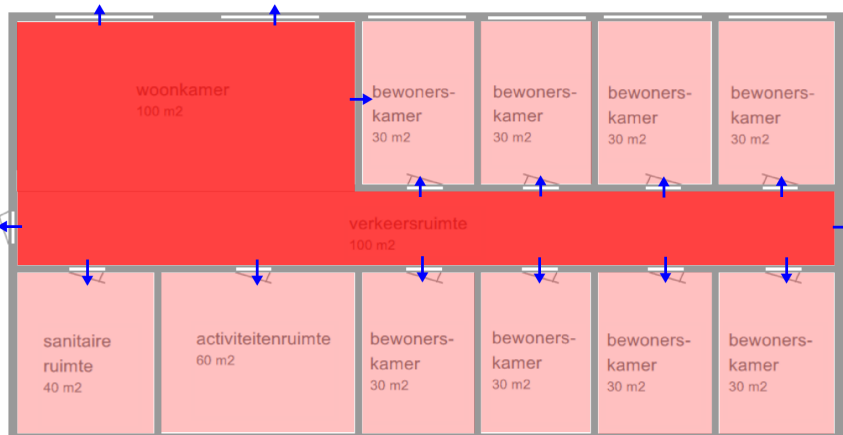 woonkamer
100 m2
bewoners-
kamer
30 m2
bewoners-
kamer
30 m2
bewoners-
kamer
30 m2
bewoners-
kamer
30 m2
verkeersruimte
100 m2
sanitaire
ruimte
40 m2
activiteitenruimte
60 m2
bewoners-
kamer
30 m2
bewoners-
kamer
30 m2
bewoners-
kamer
30 m2
bewoners-
kamer
30 m2